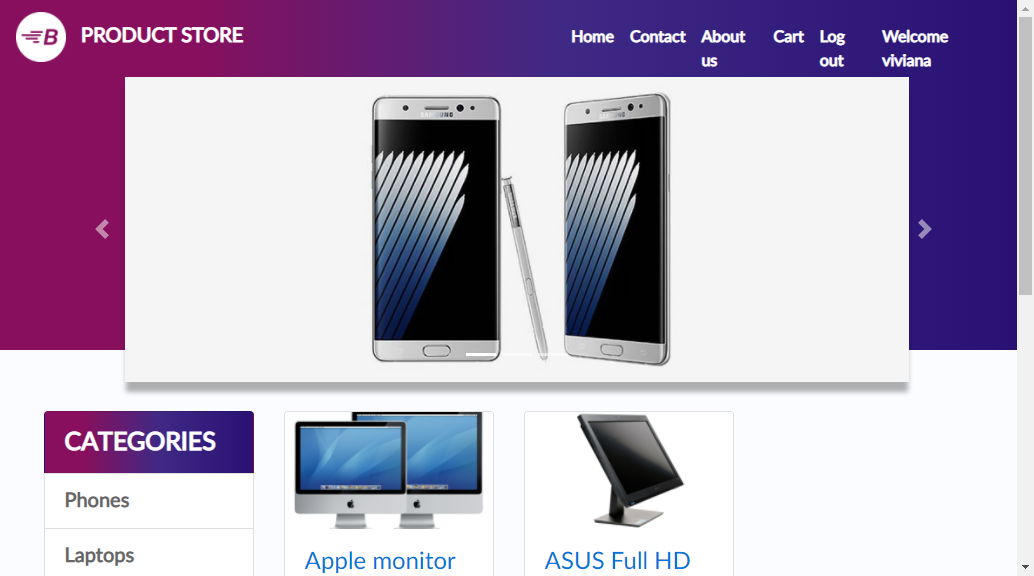 B
PRODUCT STORE
Home
Contact
About
us
Cart
Log
out
Welcome
viviana
SAMSUNG
SAMSUNG
CATEGORIES
Phones
Laptops
Apple monitor
ASUS Full HD